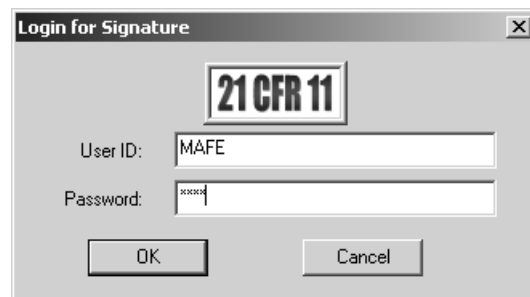 Login for Signature
21 CFR 11
User ID: MAFE
Password: ****
OK Cancel